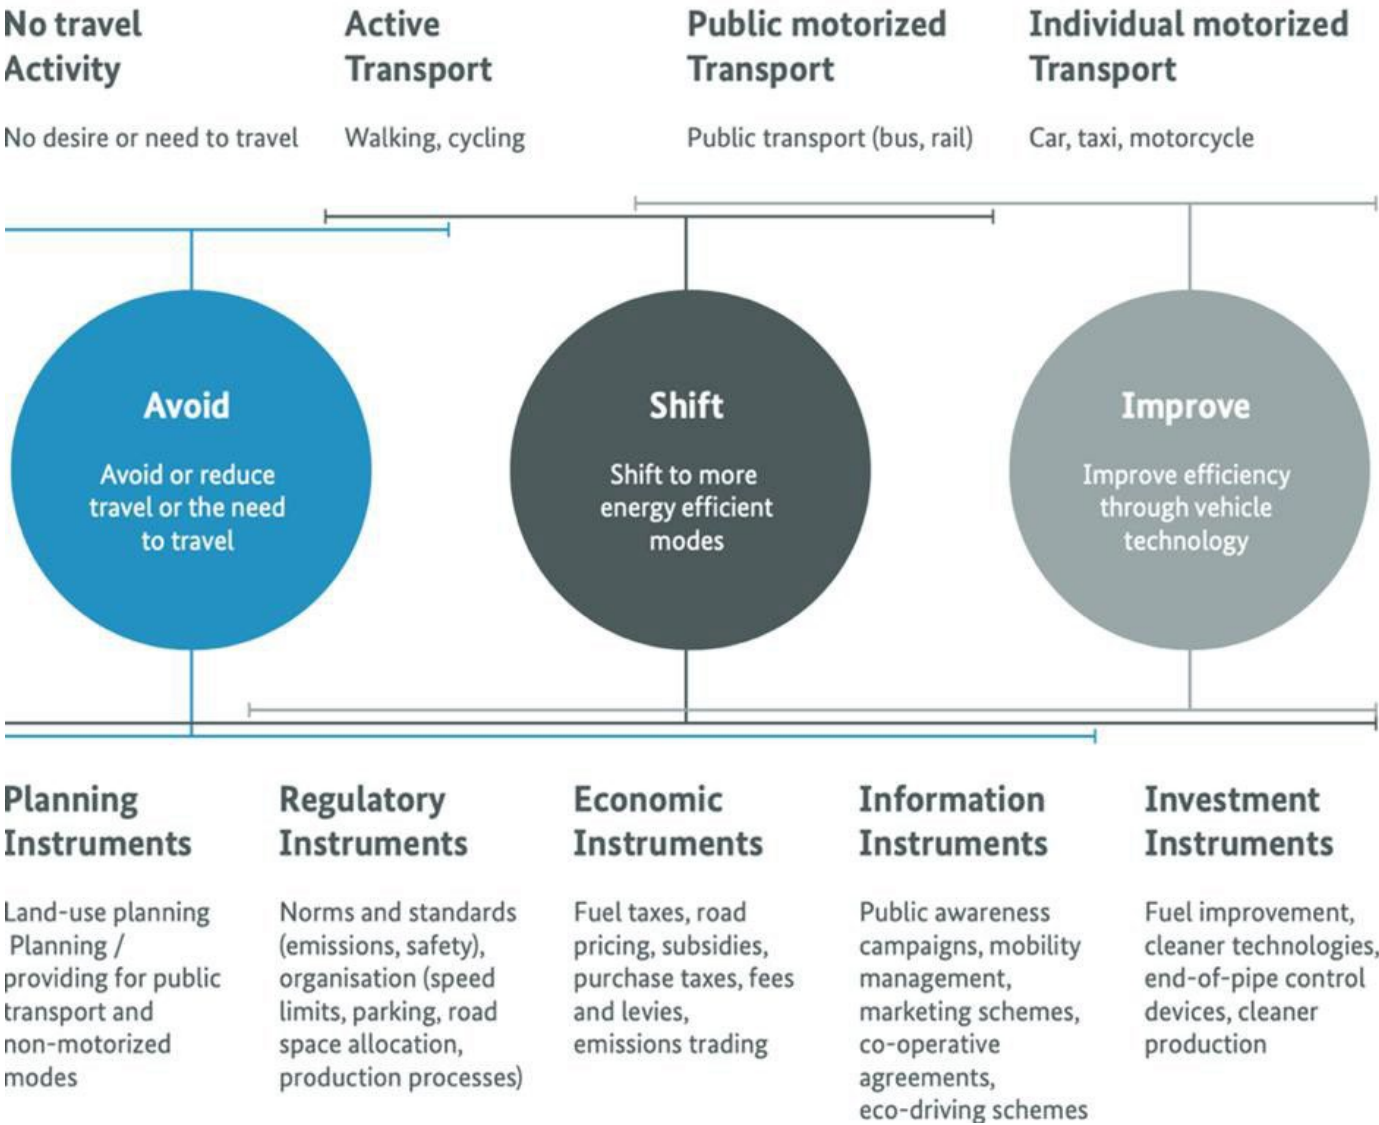 No travel
Activity
No desire or need to travel
Active
Transport
Walking, cycling
Public motorized
Transport
Public transport (bus, rail)
Individual motorized
Transport
Car, taxi, motorcycle
Avoid
Avoid or reduce
travel or the need
to travel
Shift
Shift to more
energy efficient
modes
Improve
Improve efficiency
through vehicle
technology
Planning
Instruments
Land-use planning
Planning /
providing for public
transport and
non-motorized
modes
Regulatory
Instruments
Norms and standards
(emissions, safety),
organisation (speed
limits, parking, road
space allocation,
production processes)
Economic
Instruments
Fuel taxes, road
pricing, subsidies,
purchase taxes, fees
and levies,
emissions trading
Information
Instruments
Public awareness
campaigns, mobility
management,
marketing schemes,
co-operative
agreements,
eco-driving schemes
Investment
Instruments
Fuel improvement,
cleaner technologies,
end-of-pipe control
devices, cleaner
production